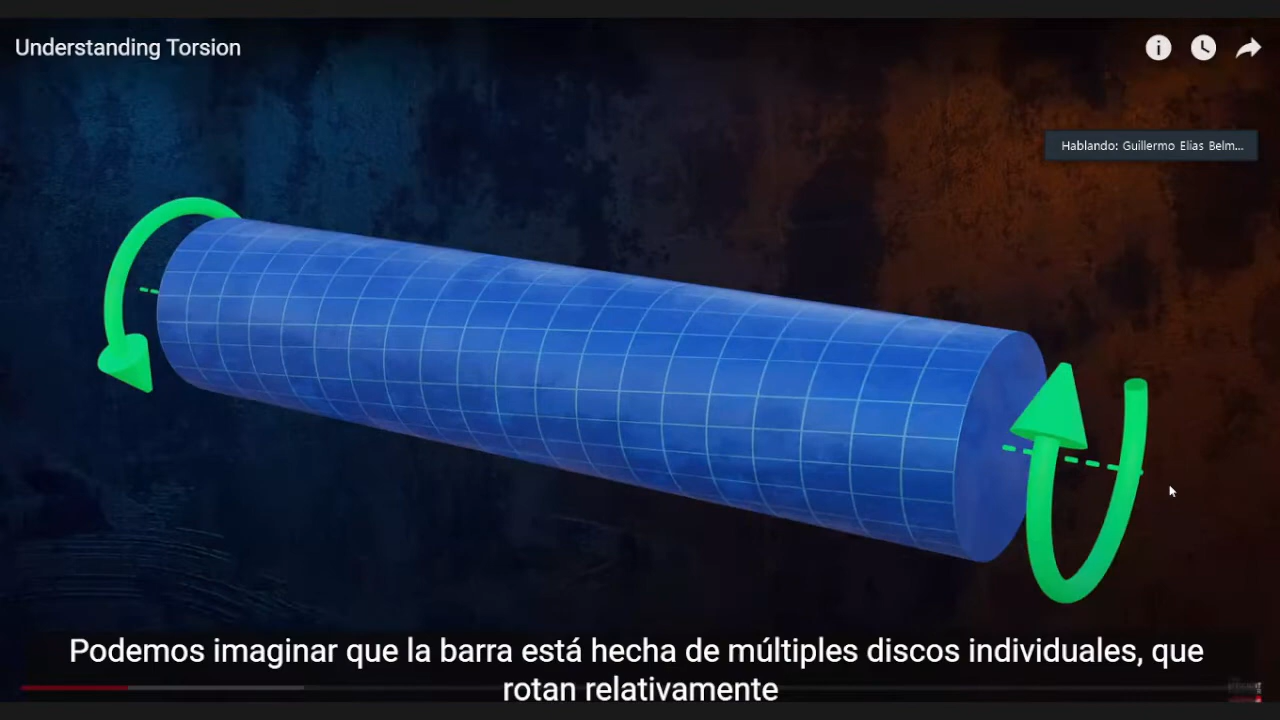 Understanding Torsion
Hablando: Guillermo Elias Belm...
Podemos imaginar que la barra está hecha de múltiples discos individuales, que
rotan relativamente